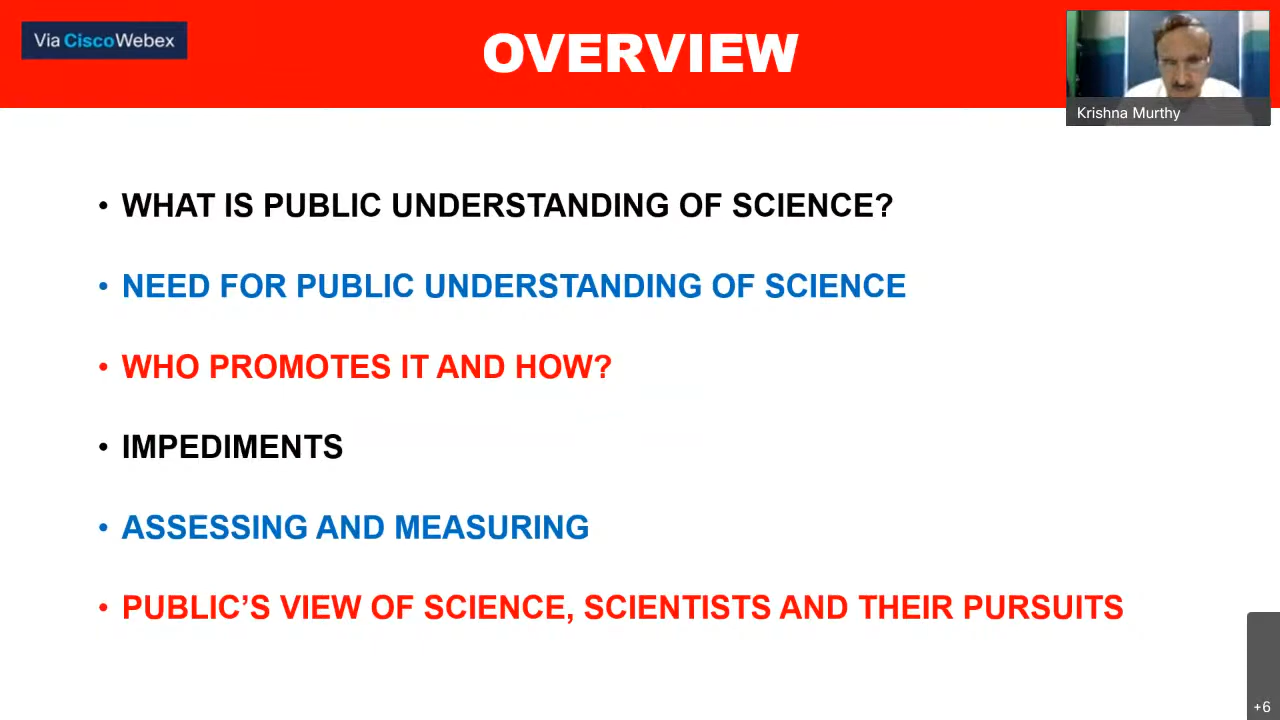 Via CiscoWebex
OVERVIEW
Krishna Murthy
• WHAT IS PUBLIC UNDERSTANDING OF SCIENCE?
• NEED FOR PUBLIC UNDERSTANDING OF SCIENCE
• WHO PROMOTES IT AND HOW?
• IMPEDIMENTS
• ASSESSING AND MEASURING
• PUBLIC’S VIEW OF SCIENCE, SCIENTISTS AND THEIR PURSUITS
+6